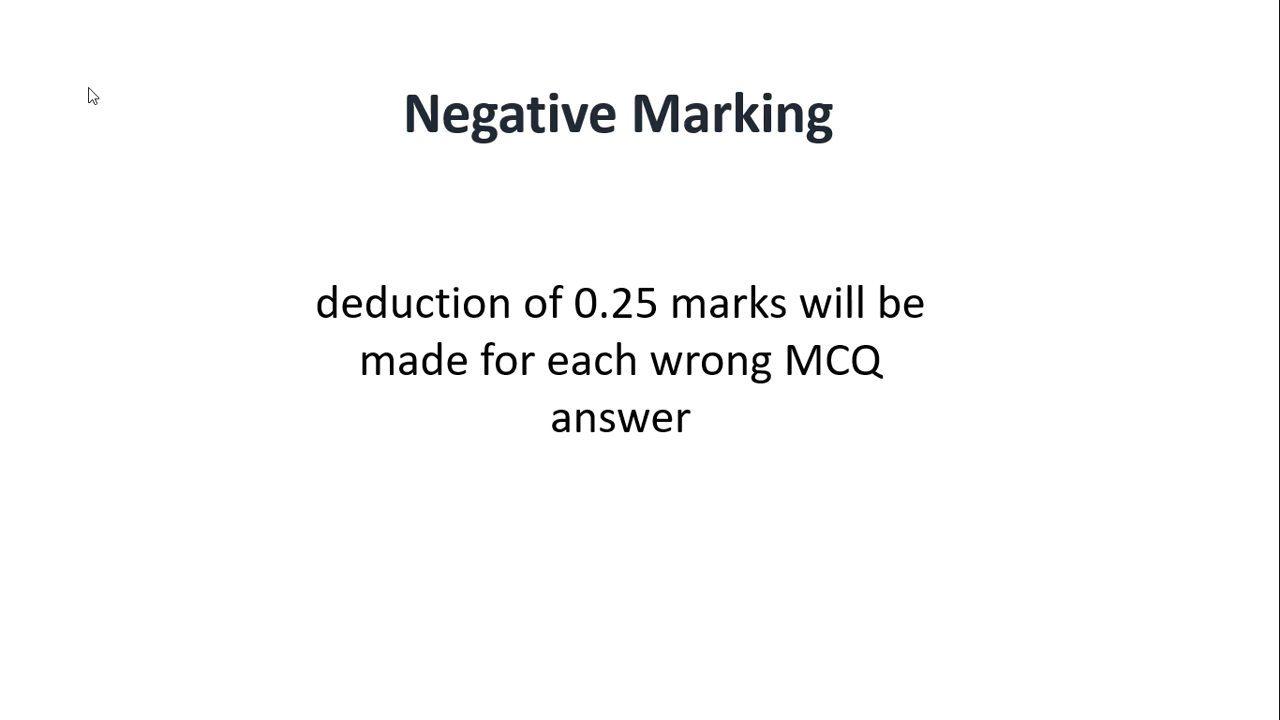 Negative Marking
deduction of 0.25 marks will be
made for each wrong MCQ
answer